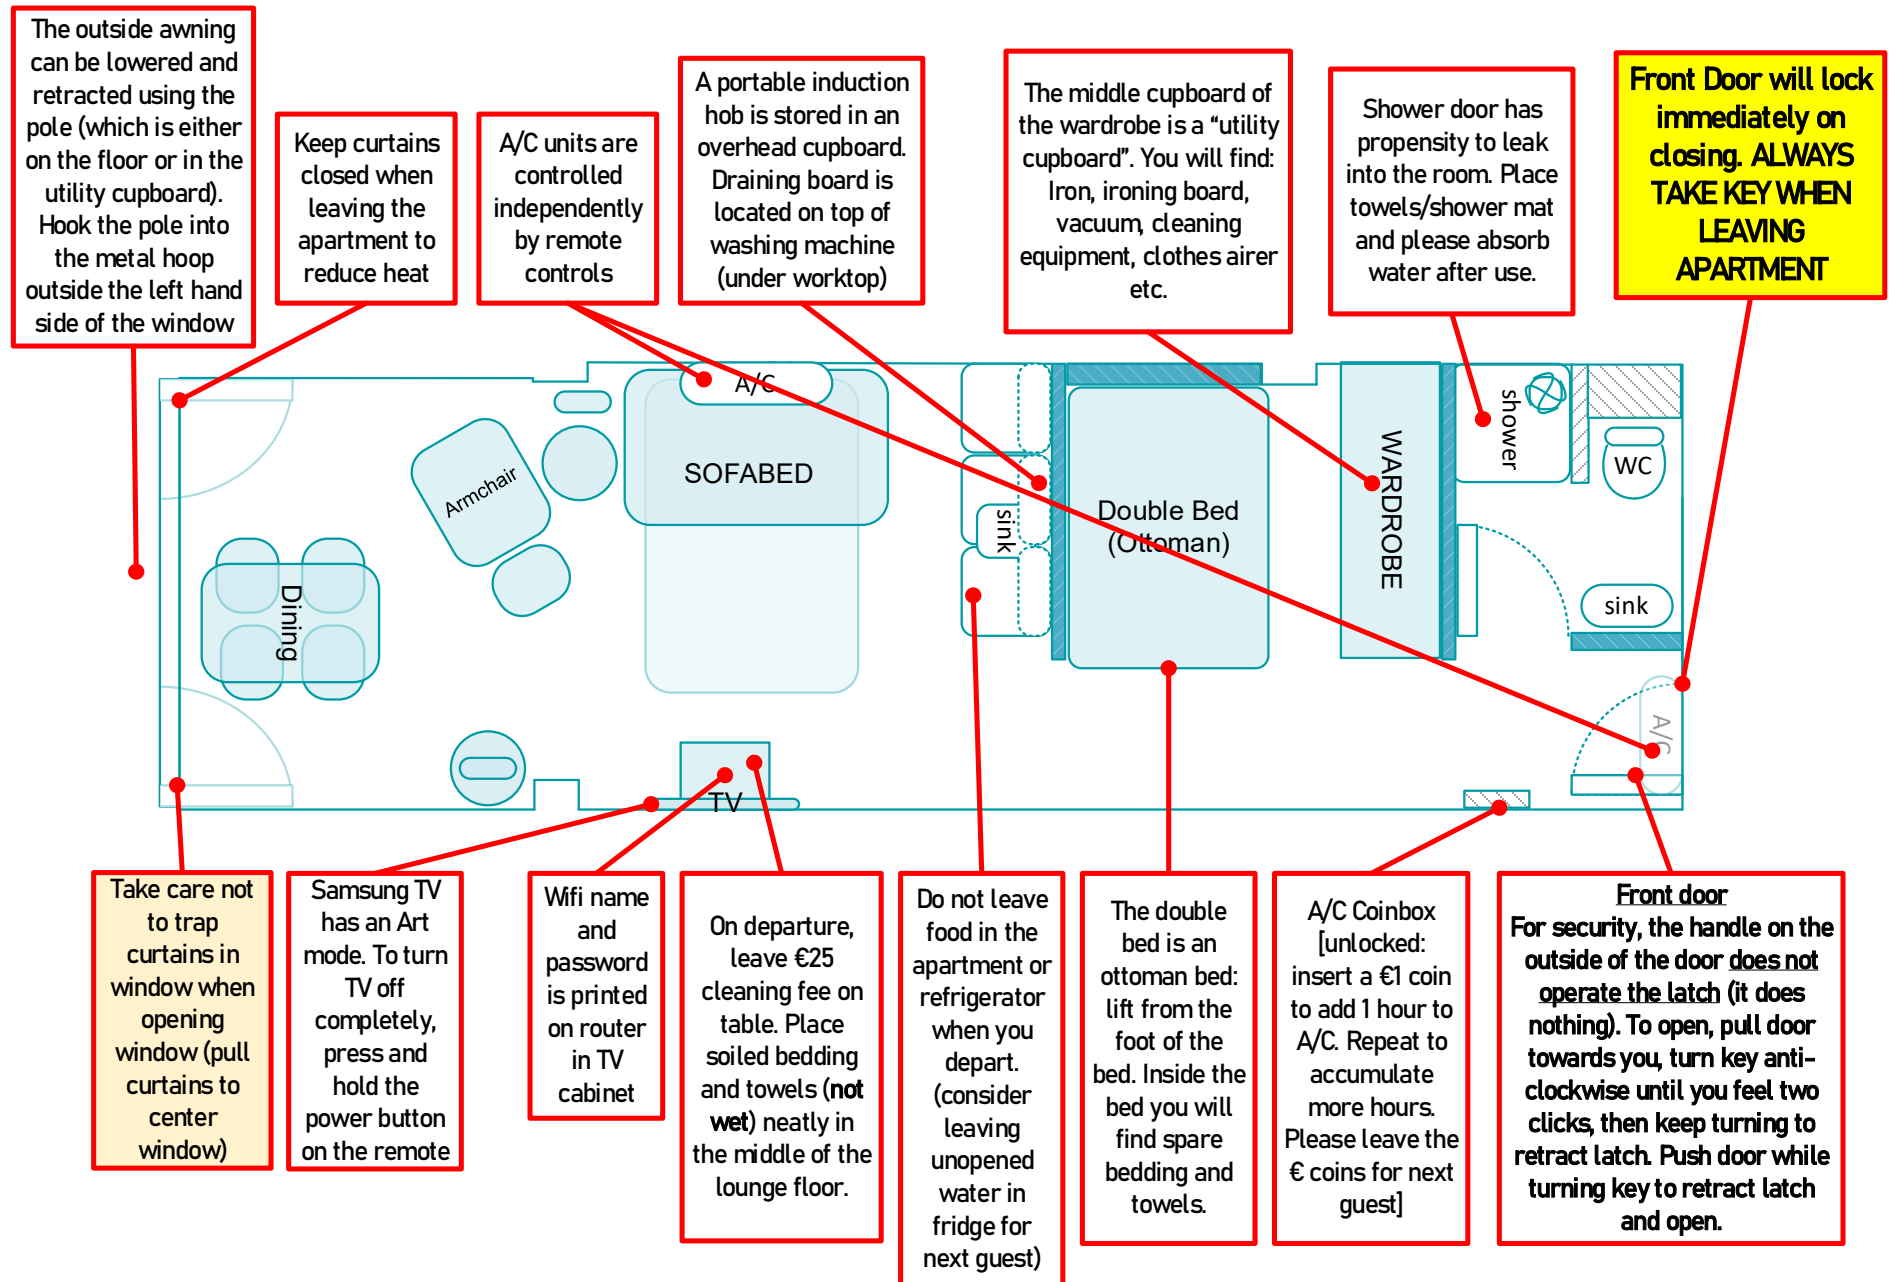 The outside awning
can be lowered and
retracted using the
pole (which is either
on the floor or in the
utility cupboard).
Hook the pole into
the metal hoop
outside the left hand
side of the window
Keep curtains
closed when
leaving the
apartment to
reduce heat
A/C units are
controlled
independently
by remote
controls
A portable induction
hob is stored in an
overhead cupboard.
Draining board is
located on top of
washing machine
(under worktop)
The middle cupboard of
the wardrobe is a “utility
cupboard”. You will find:
Iron, ironing board,
vacuum, cleaning
equipment, clothes airer
etc.
Shower door has
propensity to leak
into the room. Place
towels/shower mat
and please absorb
water after use.
Front Door will lock
immediately on
closing. ALWAYS
TAKE KEY WHEN
LEAVING
APARTMENT
A/C
SOFABED
Armchair
Dining
sink
Double Bed
(Ottoman)
WARDROBE
shower
WC
sink
A/C
TV
Take care not
to trap
curtains in
window when
opening
window (pull
curtains to
center
window)
Samsung TV
has an Art
mode. To turn
TV off
completely,
press and
hold the
power button
on the remote
Wifi name
and
password
is printed
on router
in TV
cabinet
On departure,
leave €25
cleaning fee on
table. Place
soiled bedding
and towels (not
wet) neatly in
the middle of the
lounge floor.
Do not leave
food in the
apartment or
refrigerator
when you
depart.
(consider
leaving
unopened
water in
fridge for
next guest)
The double
bed is an
ottoman bed:
lift from the
foot of the
bed. Inside the
bed you will
find spare
bedding and
towels.
A/C Coinbox
[unlocked:
insert a €1 coin
to add 1 hour to
A/C. Repeat to
accumulate
more hours.
Please leave the
€ coins for next
guest]
Front door
For security, the handle on the
outside of the door does not
operate the latch (it does
nothing). To open, pull door
towards you, turn key anti-
clockwise until you feel two
clicks, then keep turning to
retract latch. Push door while
turning key to retract latch
and open.